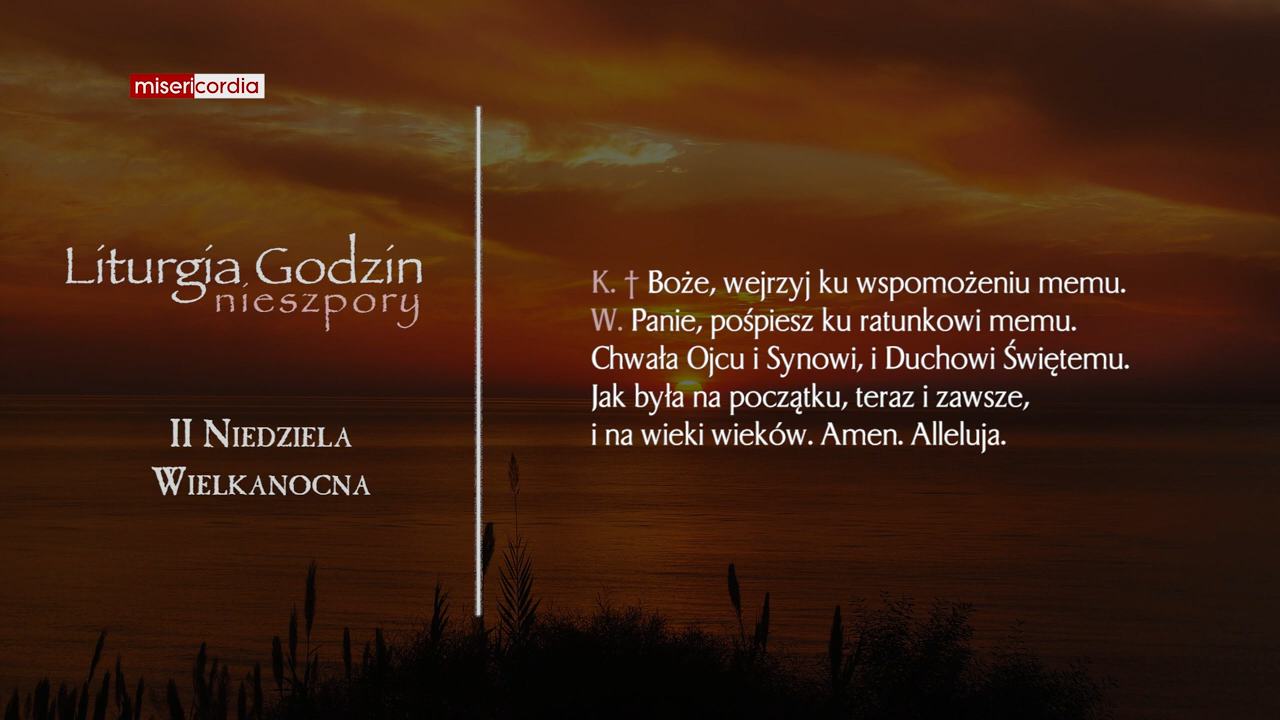 misericordia
Liturgia Godzin
nieszpory
II Niedziela
Wielkanocna
K. † Boże, wejrzyj ku wspomożeniu memu.
W. Panie, pośpiesz ku ratunkowi memu.
Chwała Ojcu i Synowi, i Duchowi Świętemu.
Jak była na początku, teraz i zawsze,
i na wieki wieków. Amen. Alleluja.